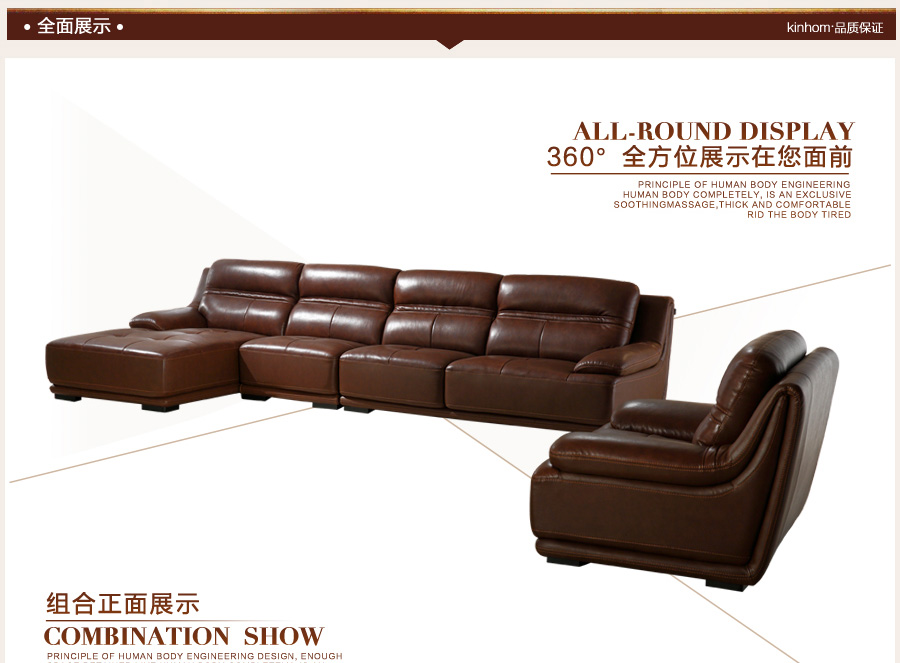 • 全面展示 •
kinhom·品质保证
ALL-ROUND DISPLAY
360° 全方位展示在您面前
PRINCIPLE OF HUMAN BODY ENGINEERING
HUMAN BODY COMPLETELY, IS AN EXCLUSIVE
SOOTHINGMASSAGE,THICK AND COMFORTABLE
RID THE BODY TIRED
组合正面展示
COMBINATION SHOW
PRINCIPLE OF HUMAN BODY ENGINEERING DESIGN, ENOUGH